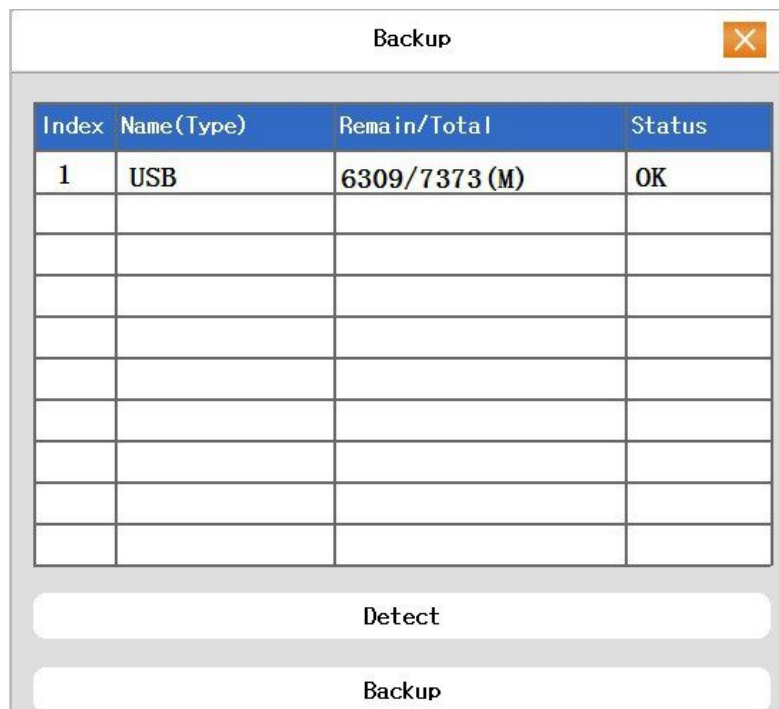 Backup
Index Name(Type) Remain/Total Status
1 USB 6309/7373(M) OK
Detect
Backup